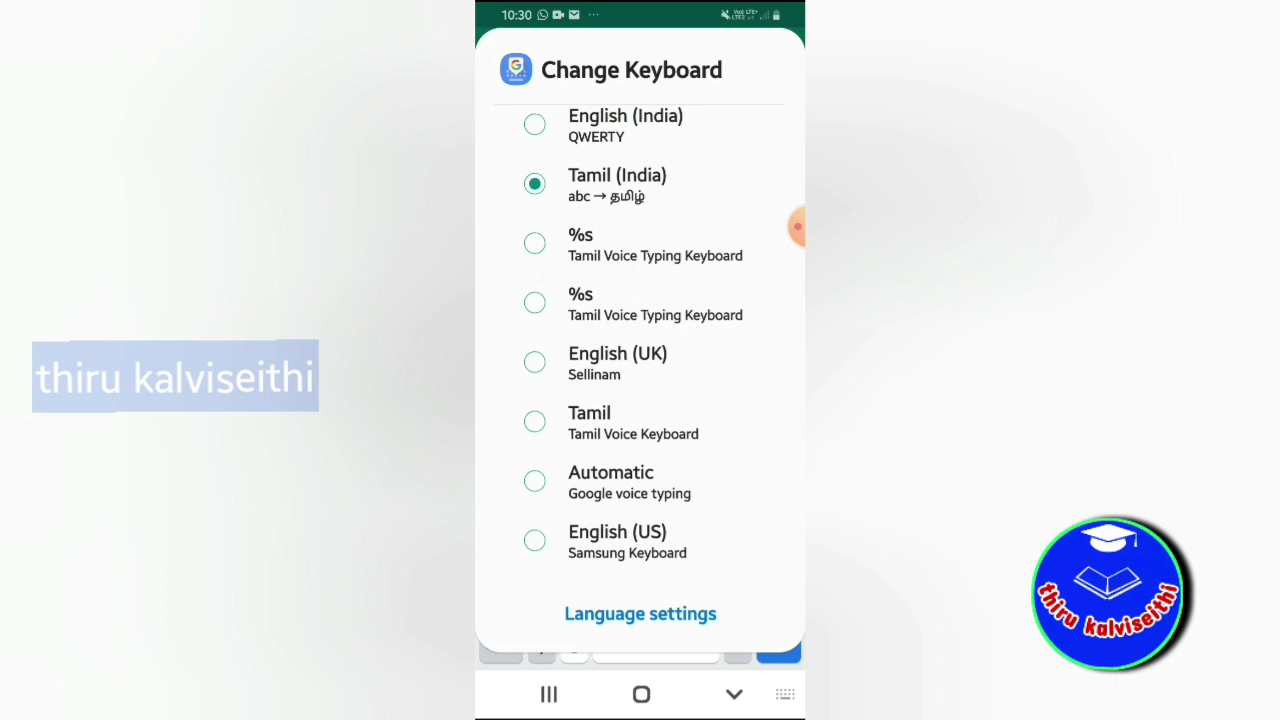 10:30
Change Keyboard
English (India)
QWERTY
Tamil (India)
abc → தமிழ்
%s
Tamil Voice Typing Keyboard
%s
Tamil Voice Typing Keyboard
English (UK)
Sellinam
Tamil
Tamil Voice Keyboard
Automatic
Google voice typing
English (US)
Samsung Keyboard
Language settings
thiru kalviseithi
thiru kalviseithi